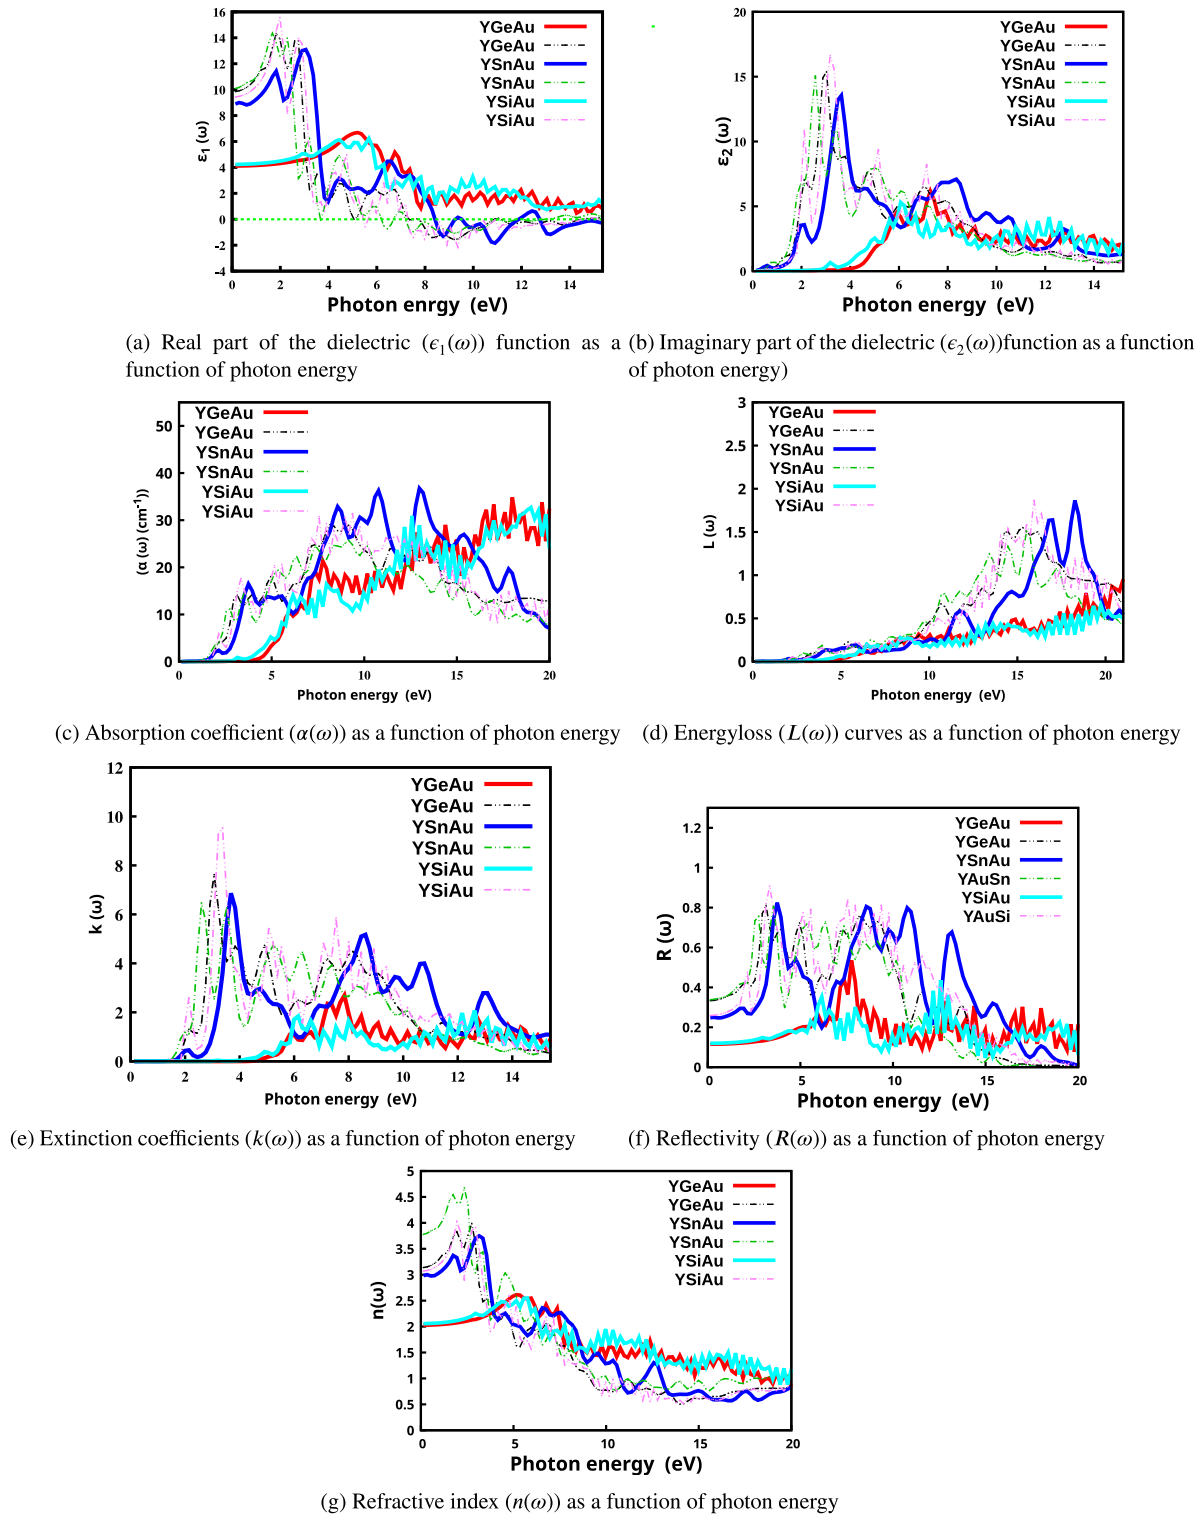 YGeAu
YGeAu
YSnAu
YSnAu
YSiAu
YSiAu
16
14
12
10
8
6
4
2
0
-2
-4
ε1 (ω)
0 2 4 6 8 10 12 14
Photon enrgy (eV)
(a) Real part of the dielectric (ϵ1(ω)) function as a
function of photon energy
YGeAu
YGeAu
YSnAu
YSnAu
YSiAu
YSiAu
20
15
10
5
0
ε2 (ω)
0 2 4 6 8 10 12 14
Photon energy (eV)
(b) Imaginary part of the dielectric (ϵ2(ω))function as a function
of photon energy)
YGeAu
YGeAu
YSnAu
YSnAu
YSiAu
YSiAu
50
40
30
20
10
0
(α (ω) (cm-1))
0 5 10 15 20
Photon energy (eV)
(c) Absorption coefficient (α(ω)) as a function of photon energy
YGeAu
YGeAu
YSnAu
YSnAu
YSiAu
YSiAu
3
2.5
2
1.5
1
0.5
0
L (ω)
0 5 10 15 20
Photon energy (eV)
(d) Energyloss (L(ω)) curves as a function of photon energy
YGeAu
YGeAu
YSnAu
YSnAu
YSiAu
YSiAu
12
10
8
6
4
2
0
k (ω)
0 2 4 6 8 10 12 14
Photon energy (eV)
(e) Extinction coefficients (k(ω)) as a function of photon energy
YGeAu
YGeAu
YSnAu
YAuSn
YSiAu
YAuSi
1.2
1
0.8
0.6
0.4
0.2
0
R (ω)
0 5 10 15 20
Photon energy (eV)
(f) Reflectivity (R(ω)) as a function of photon energy
YGeAu
YGeAu
YSnAu
YSnAu
YSiAu
YSiAu
5
4.5
4
3.5
3
2.5
2
1.5
1
0.5
0
n(ω)
0 5 10 15 20
Photon energy (eV)
(g) Refractive index (n(ω)) as a function of photon energy